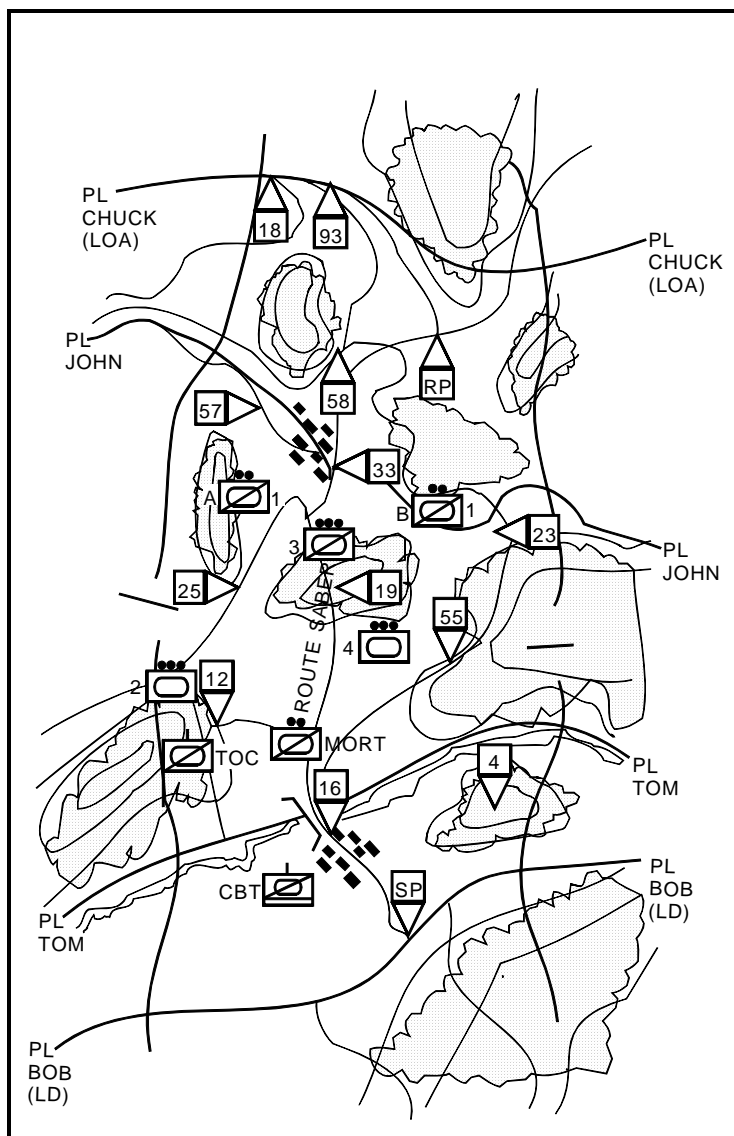 PL
CHUCK
(LOA)
18
93
PL
CHUCK
(LOA)
PL
JOHN
57
58
RP
33
A
1
B
1
23
3
PL
JOHN
25
19
55
ROUTE SABER
4
2
12
TOC
MORT
4
PL
TOM
16
CBT
SP
PL
BOB
(LD)
PL
TOM
PL
BOB
(LD)